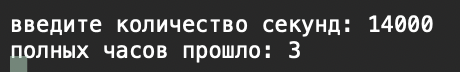 введите количество секунд: 14000
полных часов прошло: 3